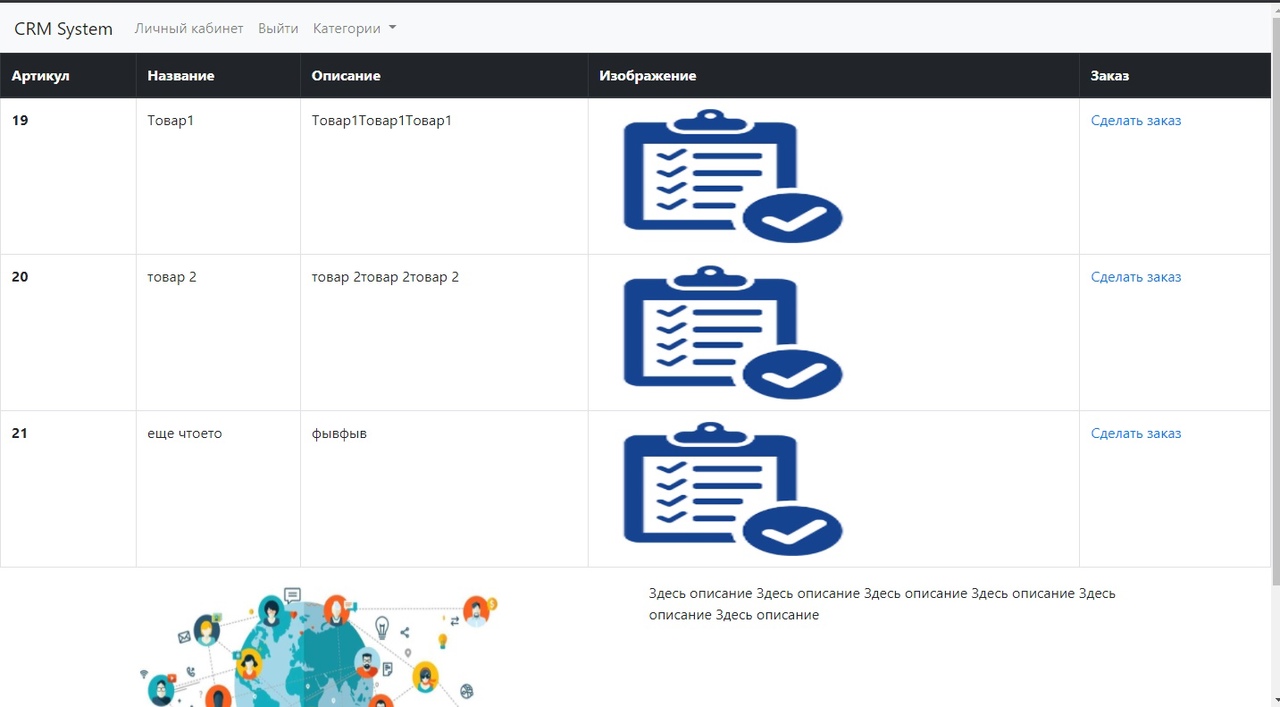 CRM System Личный кабинет Выйти Категории
Артикул Название Описание Изображение Заказ
19 Товар1 Товар1Товар1Товар1 Сделать заказ
20 товар 2 товар 2товар 2товар 2 Сделать заказ
21 еще чтоето фывфыв Сделать заказ
Здесь описание Здесь описание Здесь описание Здесь описание Здесь
описание Здесь описание